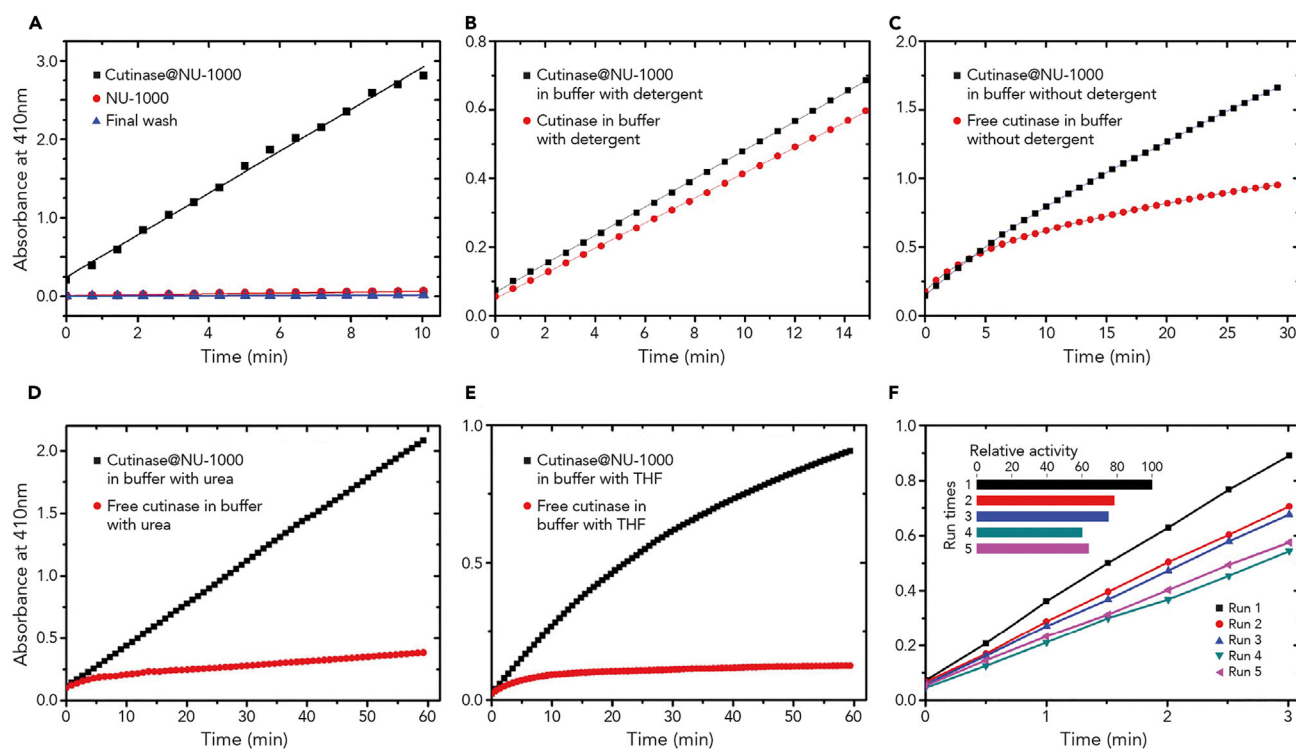 A
Absorbance at 410nm
3.0
2.0
1.0
0.0
Cutinase@NU-1000
NU-1000
Final wash
0
2
4
6
8
10
Time (min)
B
0.8
0.6
0.4
0.2
0.0
Cutinase@NU-1000
in buffer with detergent
Cutinase in buffer
with detergent
0
2
4
6
8
10
12
14
Time (min)
C
2.0
1.5
1.0
0.5
0.0
Cutinase@NU-1000
in buffer without detergent
Free cutinase in buffer
without detergent
0
5
10
15
20
25
30
Time (min)
D
Absorbance at 410nm
2.0
1.5
1.0
0.5
0.0
Cutinase@NU-1000
in buffer with urea
Free cutinase in buffer
with urea
0
10
20
30
40
50
60
Time (min)
E
1.0
0.5
0.0
Cutinase@NU-1000
in buffer with THF
Free cutinase in
buffer with THF
0
10
20
30
40
50
60
Time (min)
F
1.0
0.8
0.6
0.4
0.2
0.0
Relative activity
0 20 40 60 80 100
Run times
1
2
3
4
5
Run 1
Run 2
Run 3
Run 4
Run 5
0
1
2
3
Time (min)